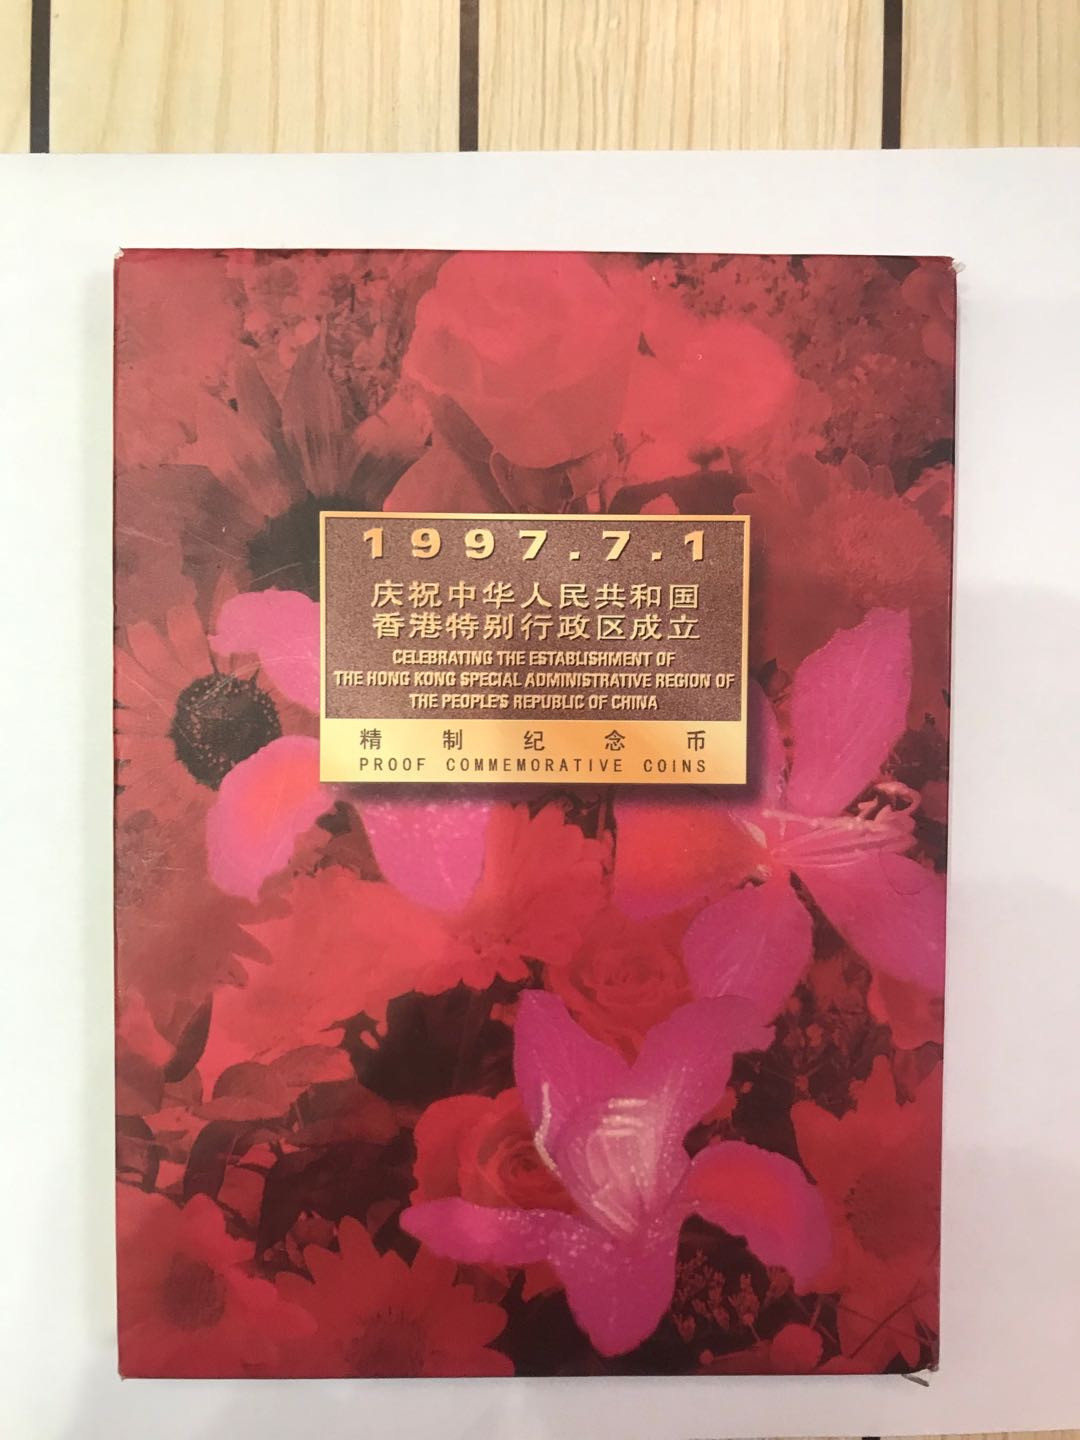 1997.7.1
庆祝中华人民共和国
香港特别行政区成立
CELEBRATING THE ESTABLISHMENT OF
THE HONG KONG SPECIAL ADMINISTRATIVE REGION OF
THE PEOPLE'S REPUBLIC OF CHINA
精制纪念币
PROOF COMMEMORATIVE COINS